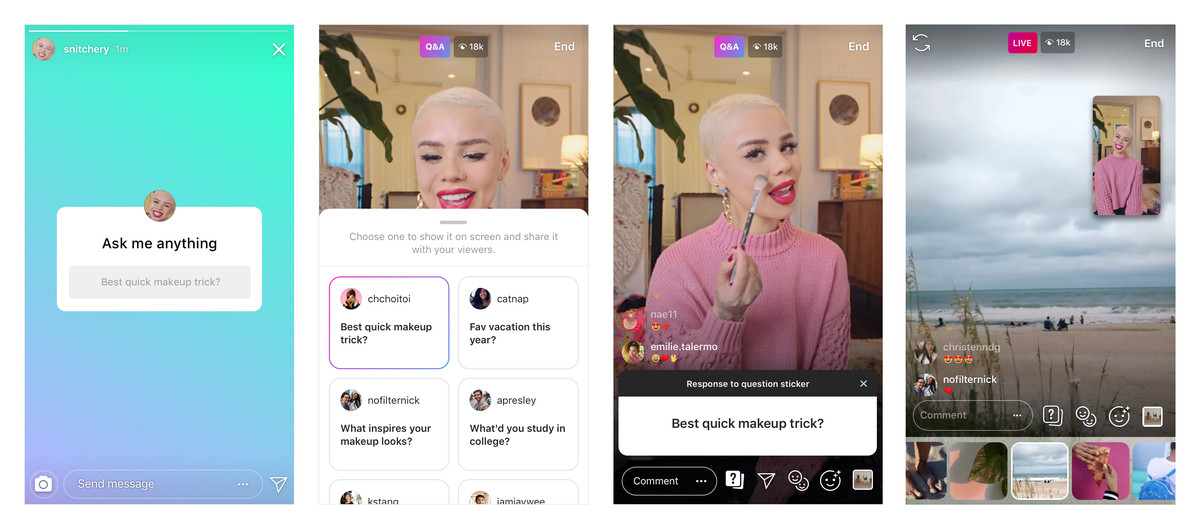 snitchery 1m
Ask me anything
Best quick makeup trick?
Send message
Q&A 18k End
Choose one to show it on screen and share it
with your viewers.
chchoitoi
Best quick makeup
trick?
catnap
Fav vacation this
year?
nofilternick
What inspires your
makeup looks?
apresley
What'd you study in
college?
kstang
iamjaywee
Q&A 18k End
nae11
emilie.talermo
Response to question sticker
Best quick makeup trick?
Comment
LIVE 18k End
christenndg
nofilternick
Comment